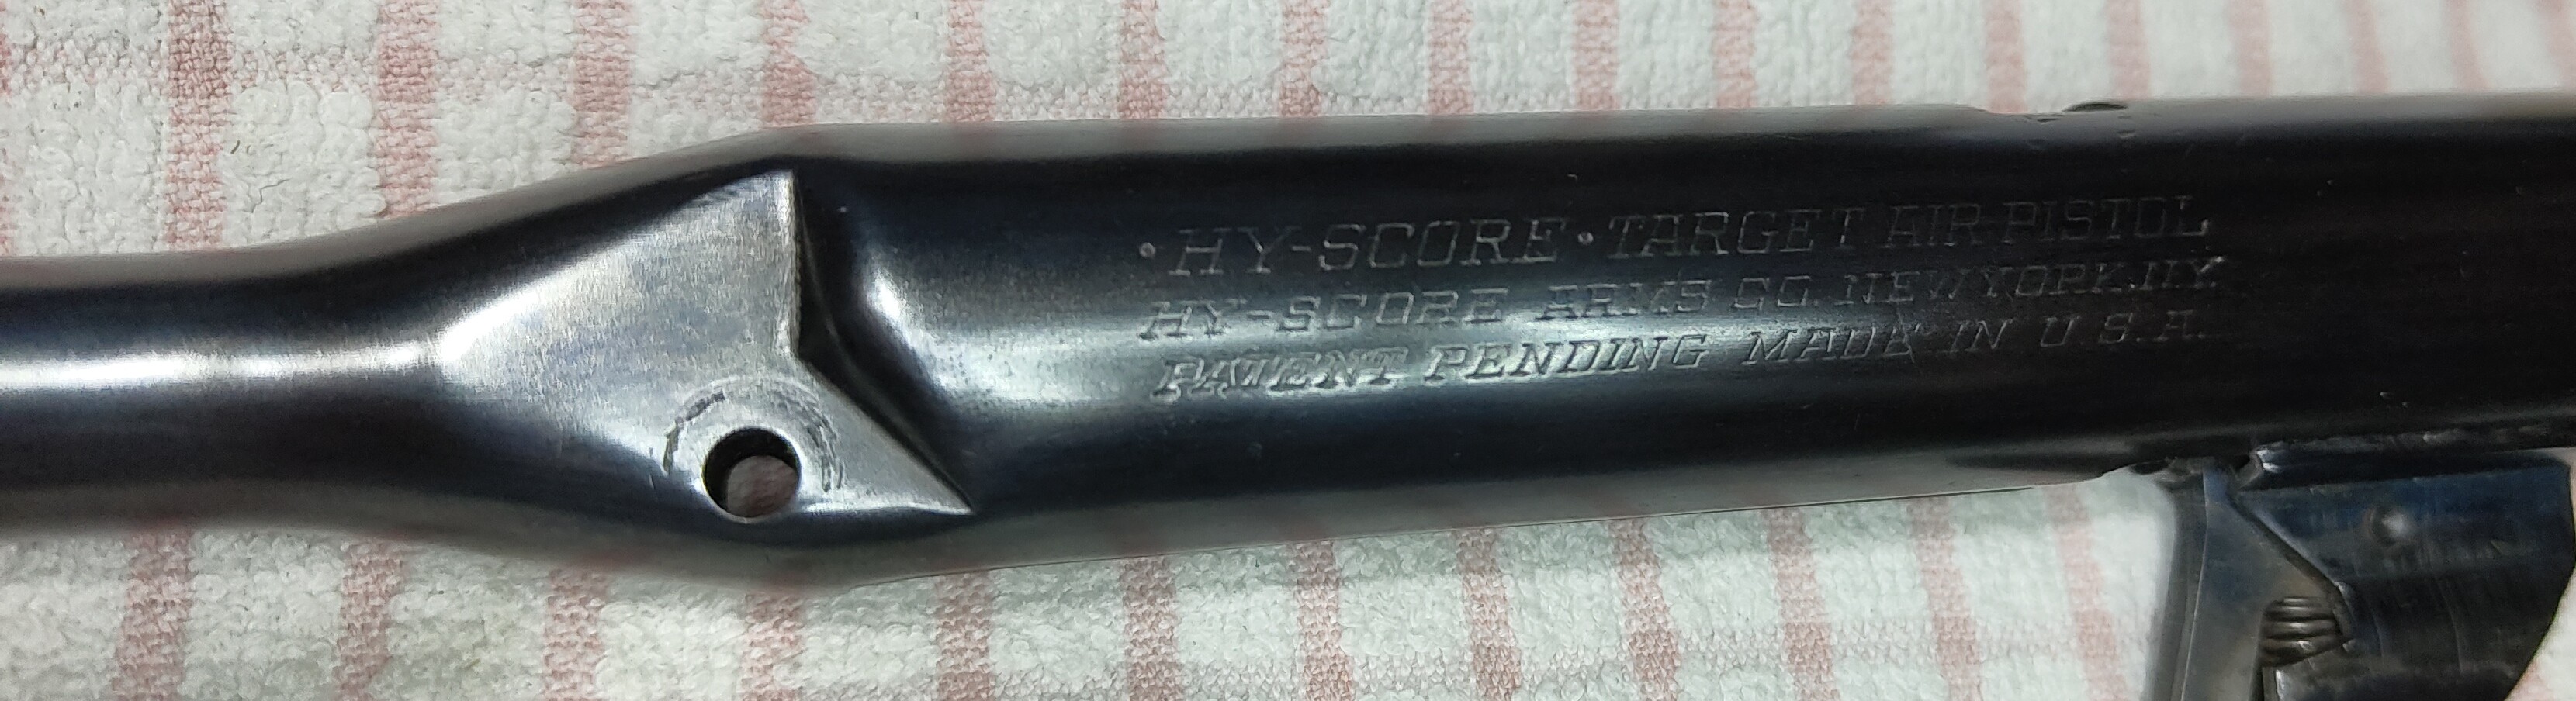 •HY-SCORE•TARGET AIR PISTOL
HY-SCORE ARMS CO. NEW YORK. N.Y.
PATENT PENDING MADE IN U.S.A.